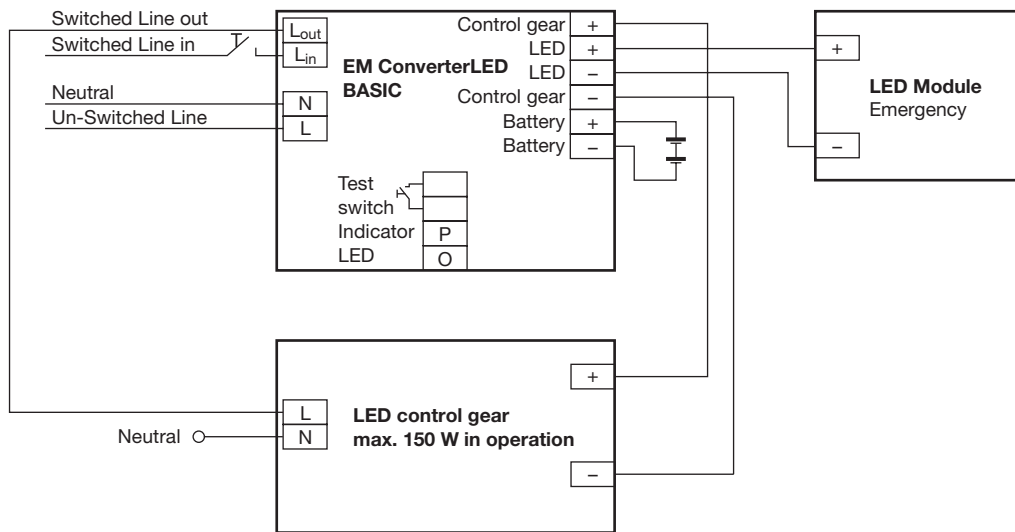 Switched Line out
Switched Line in
Neutral
Un-Switched Line
Lout
Lin
N
L
EM ConverterLED
BASIC
Control gear +
LED +
LED −
Control gear −
Battery +
Battery −
Test
switch
Indicator P
LED O
+
LED Module
Emergency
−
+
L
N
Neutral
LED control gear
max. 150 W in operation
−